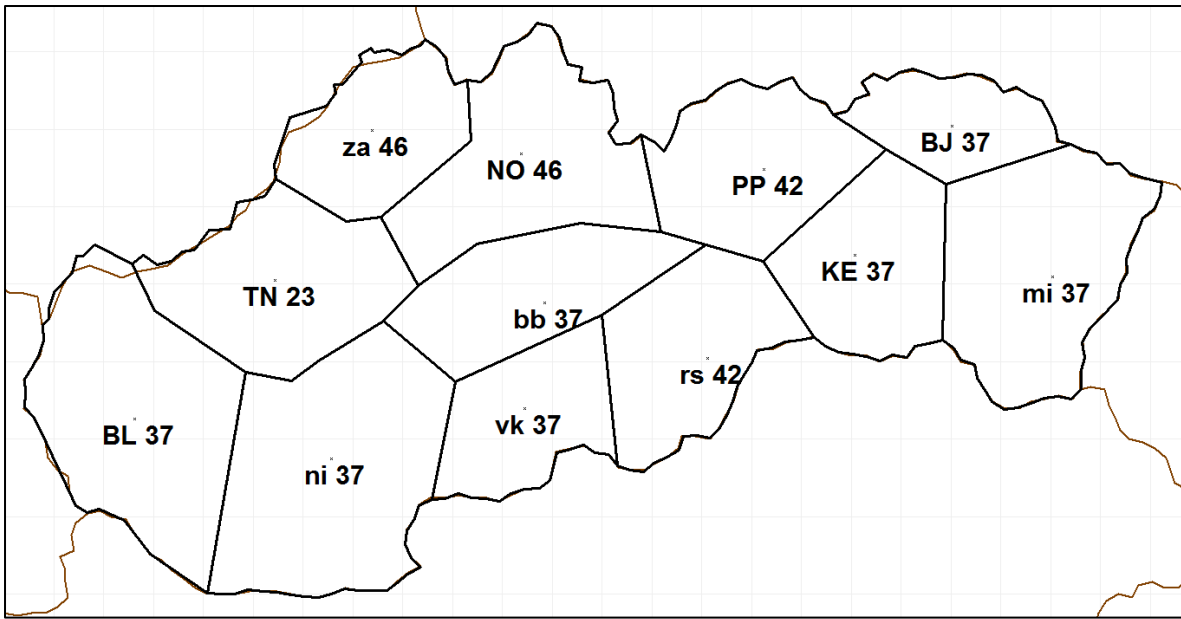 za 46
NO 46
BJ 37
PP 42
TN 23
KE 37
mi 37
bb 37
rs 42
BL 37
vk 37
ni 37